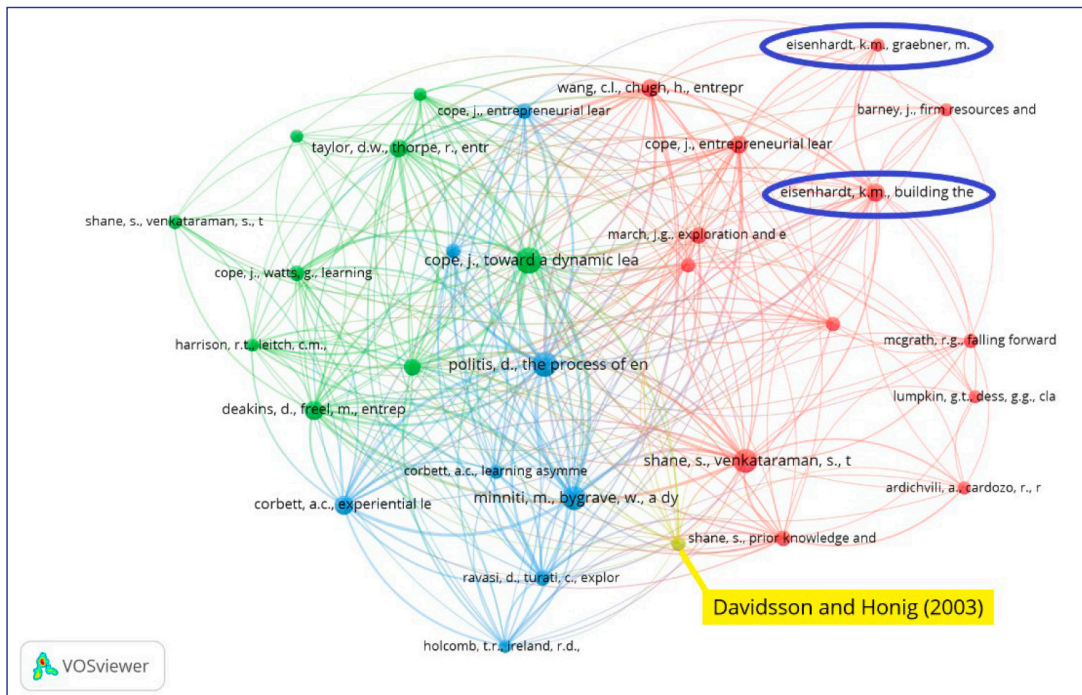 eisenhardt, k.m., graebner, m.
wang, c.l., chugh, h., entrepr
cope, j., entrepreneurial lear
barney, j., firm resources and
taylor, d.w., thorpe, r., entr
cope, j., entrepreneurial lear
eisenhardt, k.m., building the
shane, s., venkataraman, s., t
march, j.g., exploration and e
cope, j., toward a dynamic lea
cope, j., watts, g., learning
harrison, r.t., leitch, c.m.,
mcgrath, r.g., falling forward
politis, d., the process of en
lumpkin, g.t., dess, g.g., cla
deakins, d., freel, m., entrep
shane, s., venkataraman, s., t
corbett, a.c., learning asymme
ardichvili, a., cardozo, r., r
minniti, m., bygrave, w., a dy
corbett, a.c., experiential le
shane, s., prior knowledge and
ravasi, d., turati, c., explor
Davidsson and Honig (2003)
holcomb, t.r., ireland, r.d.,
VOSviewer